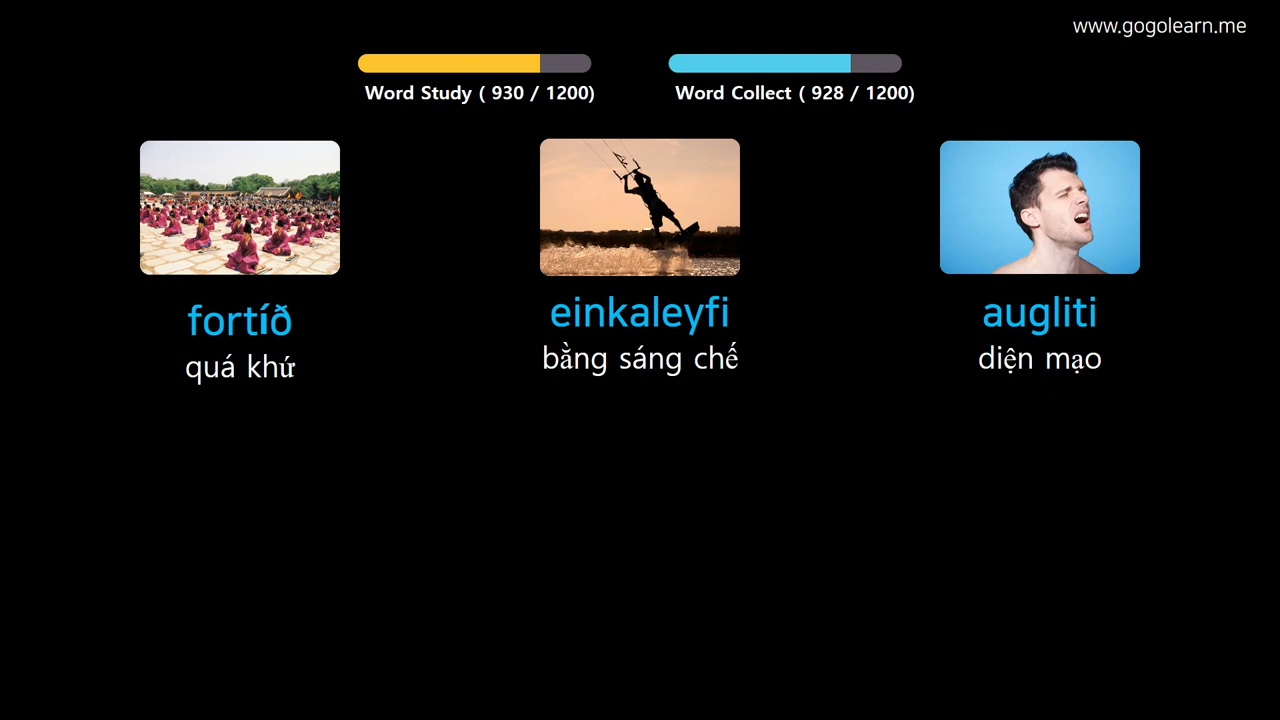 www.gogolearn.me
Word Study ( 930 / 1200)
Word Collect ( 928 / 1200)
fortíð
quá khứ
einkaleyfi
bằng sáng chế
augliti
diện mạo